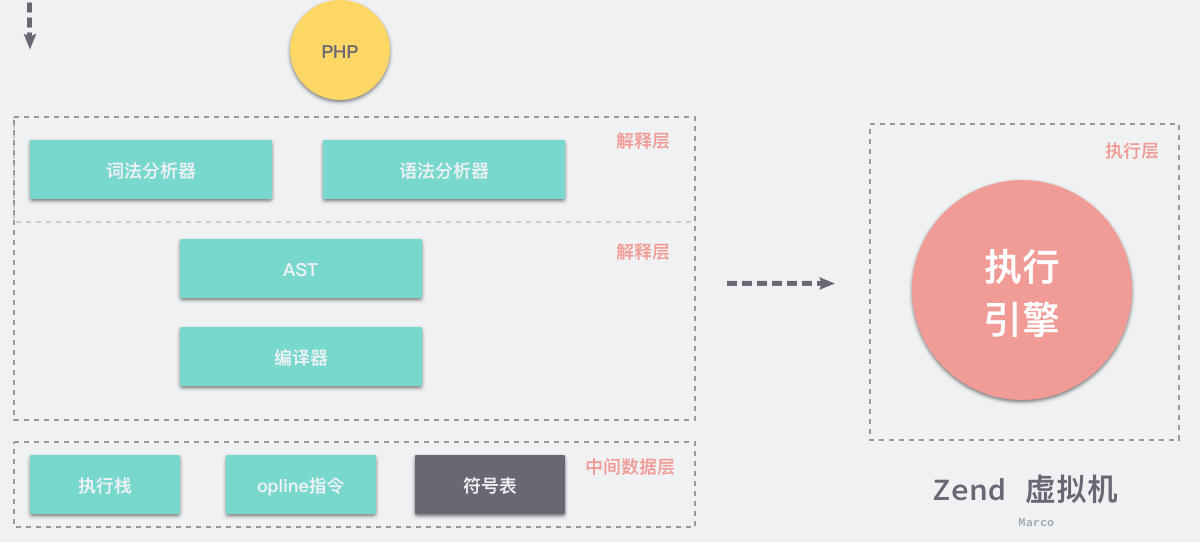 PHP
解释层
词法分析器
语法分析器
解释层
AST
编译器
中间数据层
执行栈
opline指令
符号表
执行层
执行
引擎
Zend 虚拟机
Marco